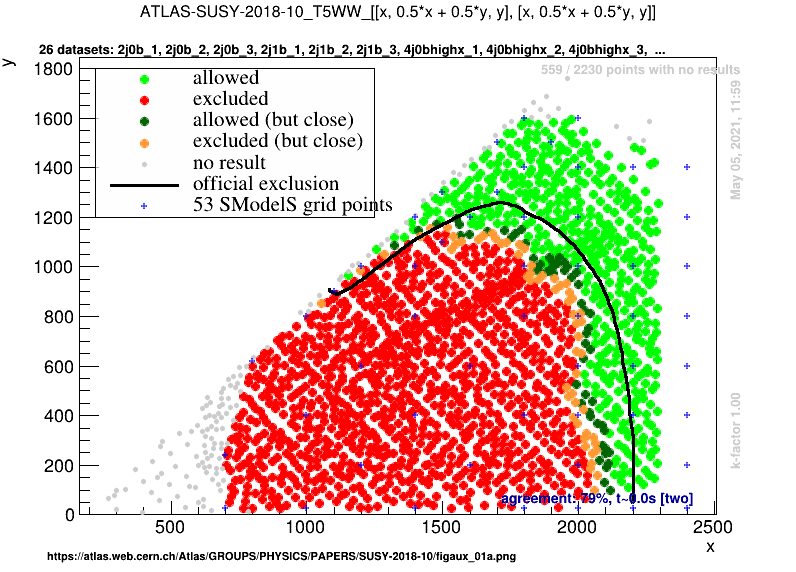 ATLAS-SUSY-2018-10_T5WW_[[x, 0.5*x + 0.5*y, y], [x, 0.5*x + 0.5*y, y]]
26 datasets: 2j0b_1, 2j0b_2, 2j0b_3, 2j1b_1, 2j1b_2, 2j1b_3, 4j0bhighx_1, 4j0bhighx_2, 4j0bhighx_3, ...
y
559 / 2230 points with no results
May 05, 2021, 11:59
allowed
excluded
allowed (but close)
excluded (but close)
no result
official exclusion
53 SModelS grid points
1800
1600
1400
1200
1000
800
600
400
200
0
k-factor 1.00
agreement: 79%, t~0.0s [two]
500
1000
1500
2000
2500
x
https://atlas.web.cern.ch/Atlas/GROUPS/PHYSICS/PAPERS/SUSY-2018-10/figaux_01a.png